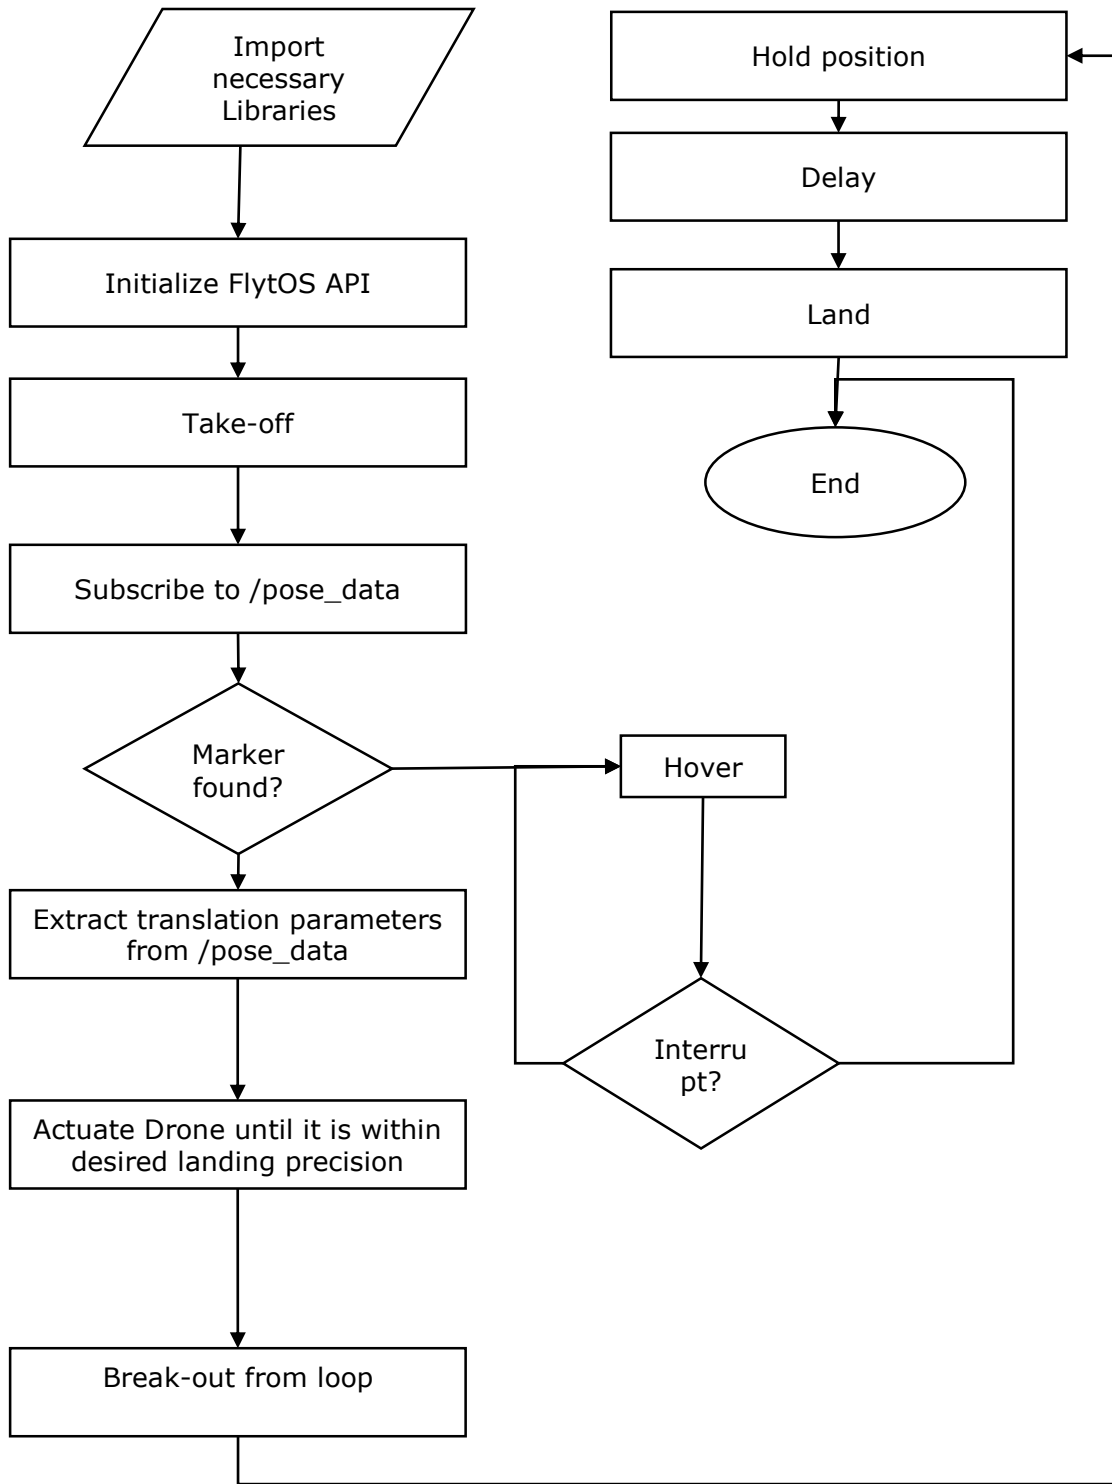 Import
necessary
Libraries
Initialize FlytOS API
Take-off
Subscribe to /pose_data
Marker
found?
Extract translation parameters
from /pose_data
Actuate Drone until it is within
desired landing precision
Break-out from loop
Hover
Interru
pt?
Hold position
Delay
Land
End